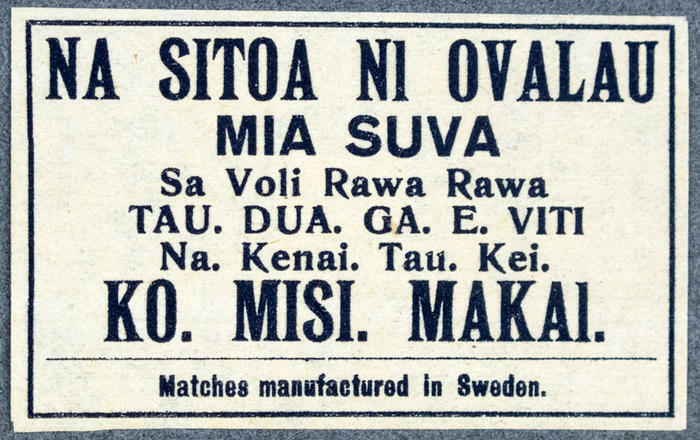 NA SITOA NI OVALAU
MIA SUVA
Sa Voli Rawa Rawa
TAU. DUA. GA. E. VITI
Na. Kenai. Tau. Kei.
KO. MISI. MAKAI.
Matches manufactured in Sweden.